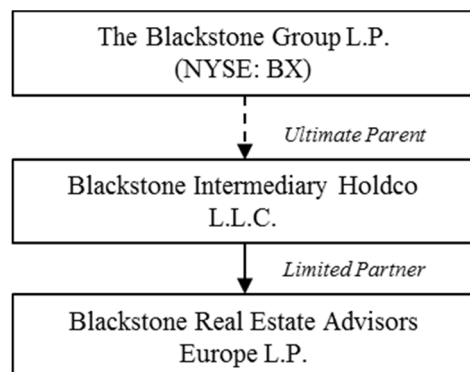 The Blackstone Group L.P.
(NYSE: BX)
Ultimate Parent
Blackstone Intermediary Holdco
L.L.C.
Limited Partner
Blackstone Real Estate Advisors
Europe L.P.